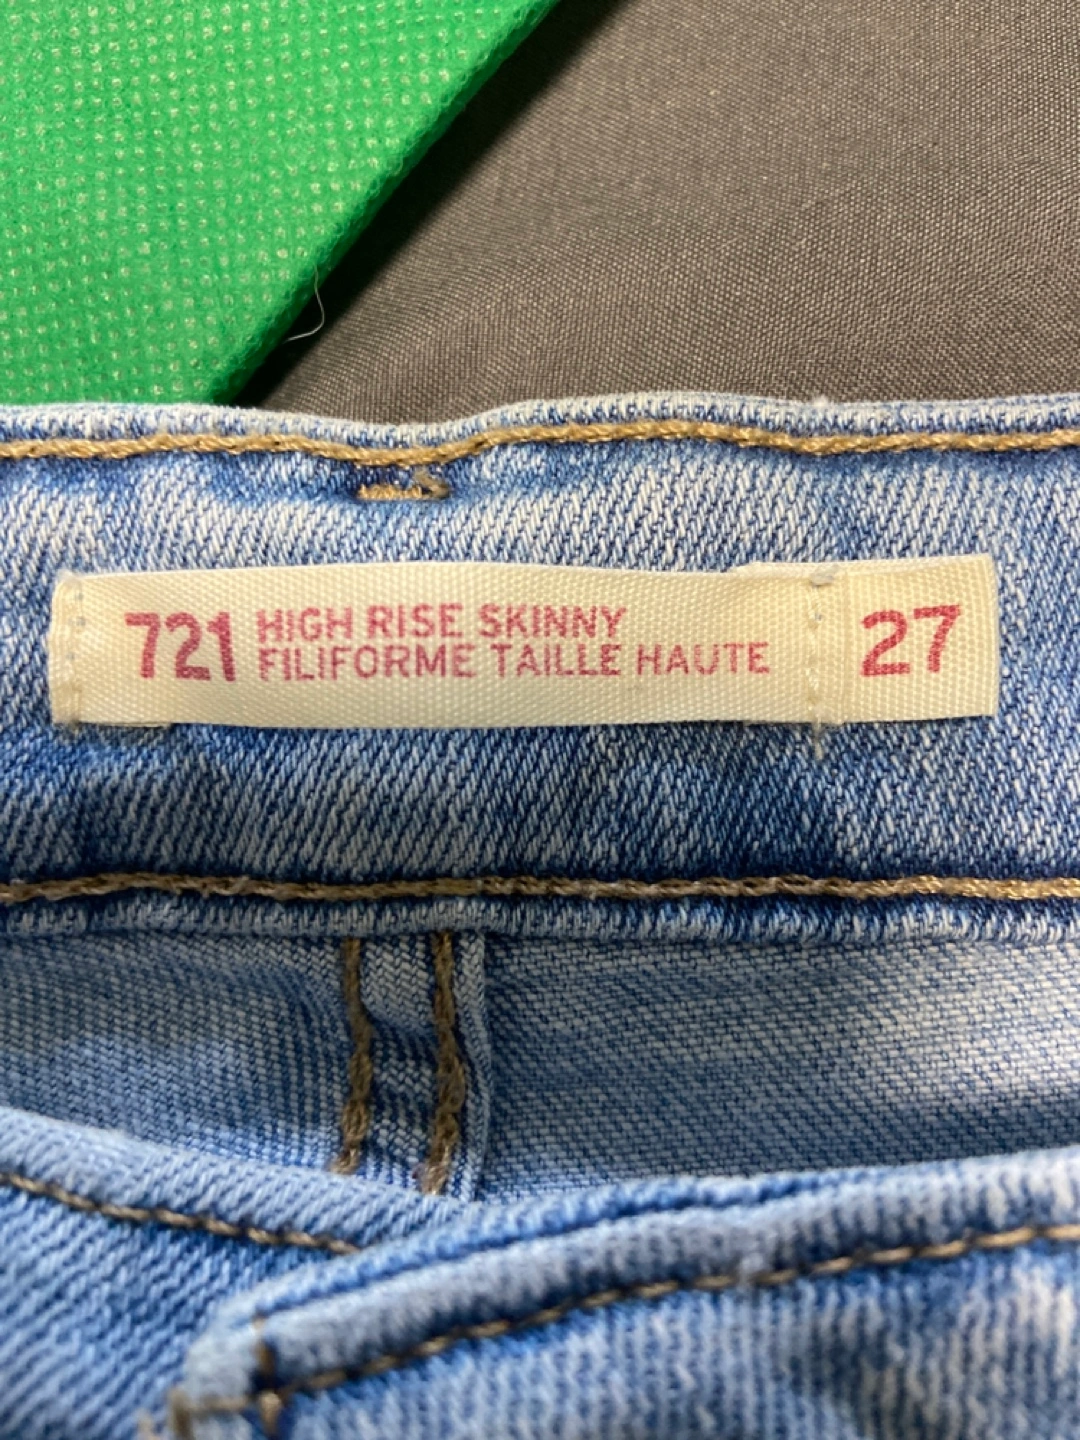 721 HIGH RISE SKINNY
FILIFORME TAILLE HAUTE
27